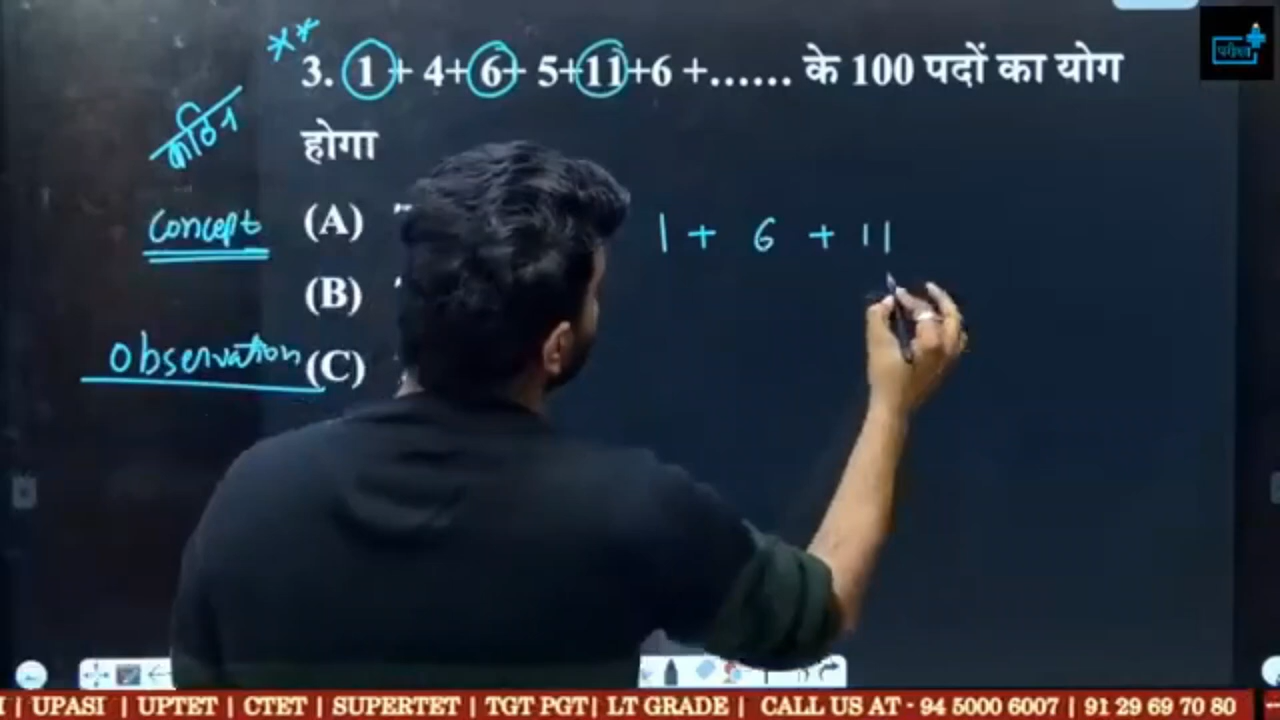 **
3. 1 + 4+ 6+ 5+11+6 +...... के 100 पदों का योग
होगा
कठिन
Concept
Observation
(A)
(B)
(C)
1 + 6 + 11
परीक्षा
| UPASI | UPTET | CTET | SUPERTET | TGT PGT| LT GRADE | CALL US AT - 94 5000 6007 | 91 29 69 70 80